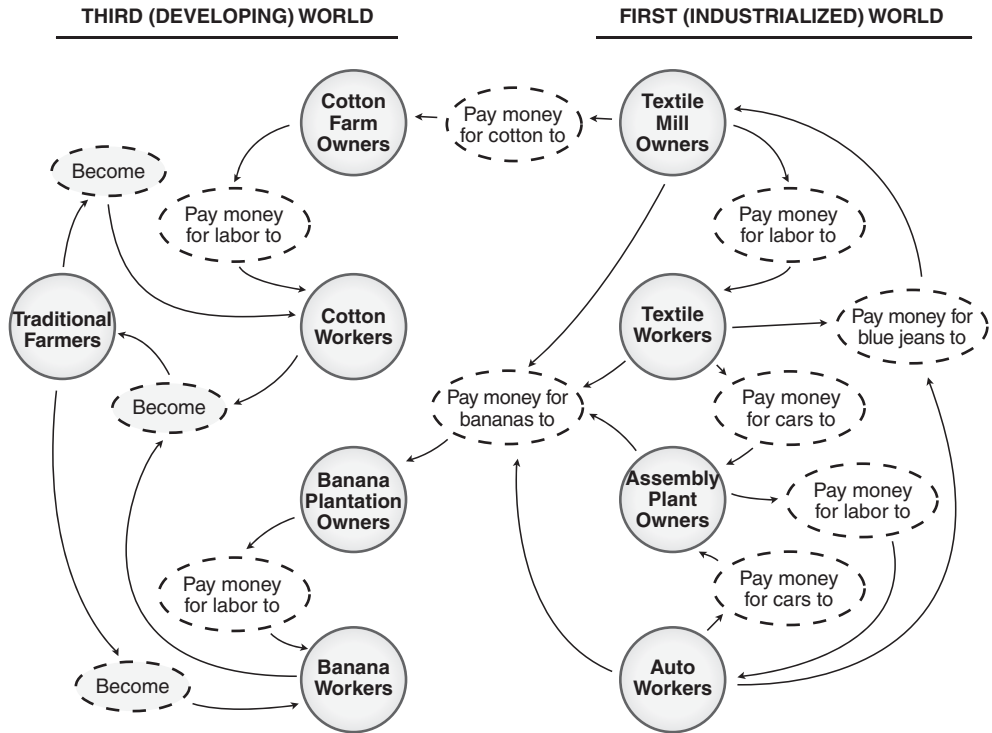 THIRD (DEVELOPING) WORLD
FIRST (INDUSTRIALIZED) WORLD
Cotton
Farm
Owners
Pay money
for cotton to
Textile
Mill
Owners
Become
Pay money
for labor to
Pay money
for labor to
Traditional
Farmers
Cotton
Workers
Textile
Workers
Pay money for
blue jeans to
Become
Pay money for
bananas to
Pay money
for cars to
Banana
Plantation
Owners
Assembly
Plant
Owners
Pay money
for labor to
Pay money
for labor to
Pay money
for cars to
Become
Banana
Workers
Auto
Workers